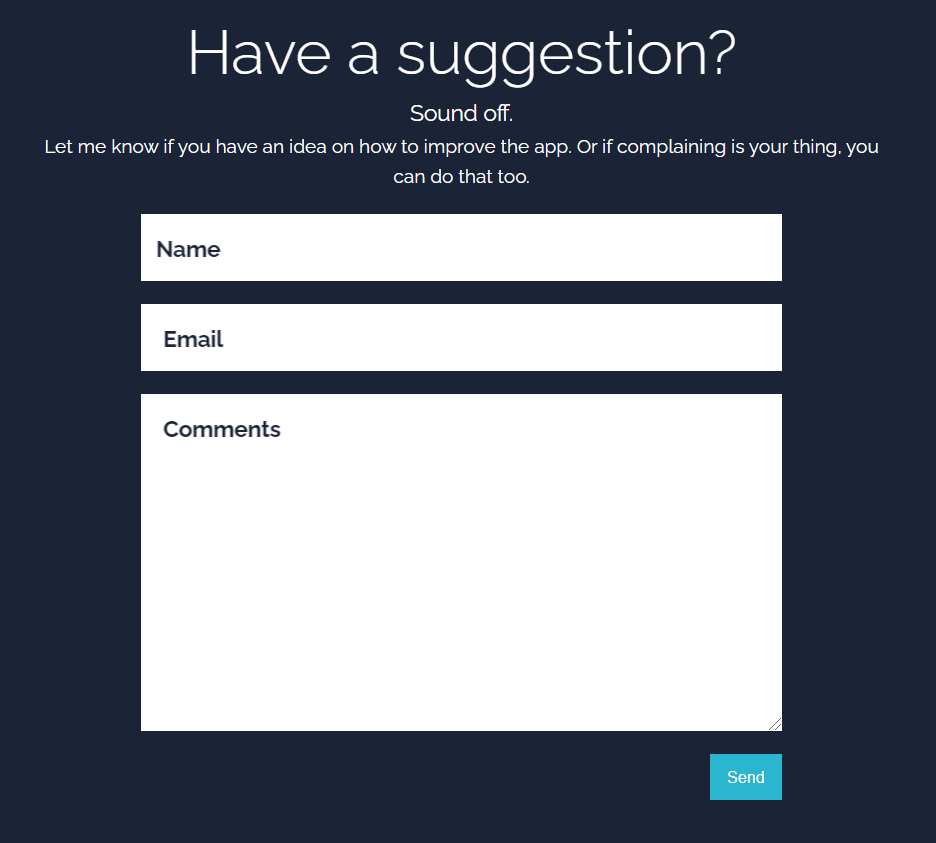 Have a suggestion?
Sound off.
Let me know if you have an idea on how to improve the app. Or if complaining is your thing, you
can do that too.
Name
Email
Comments
Send